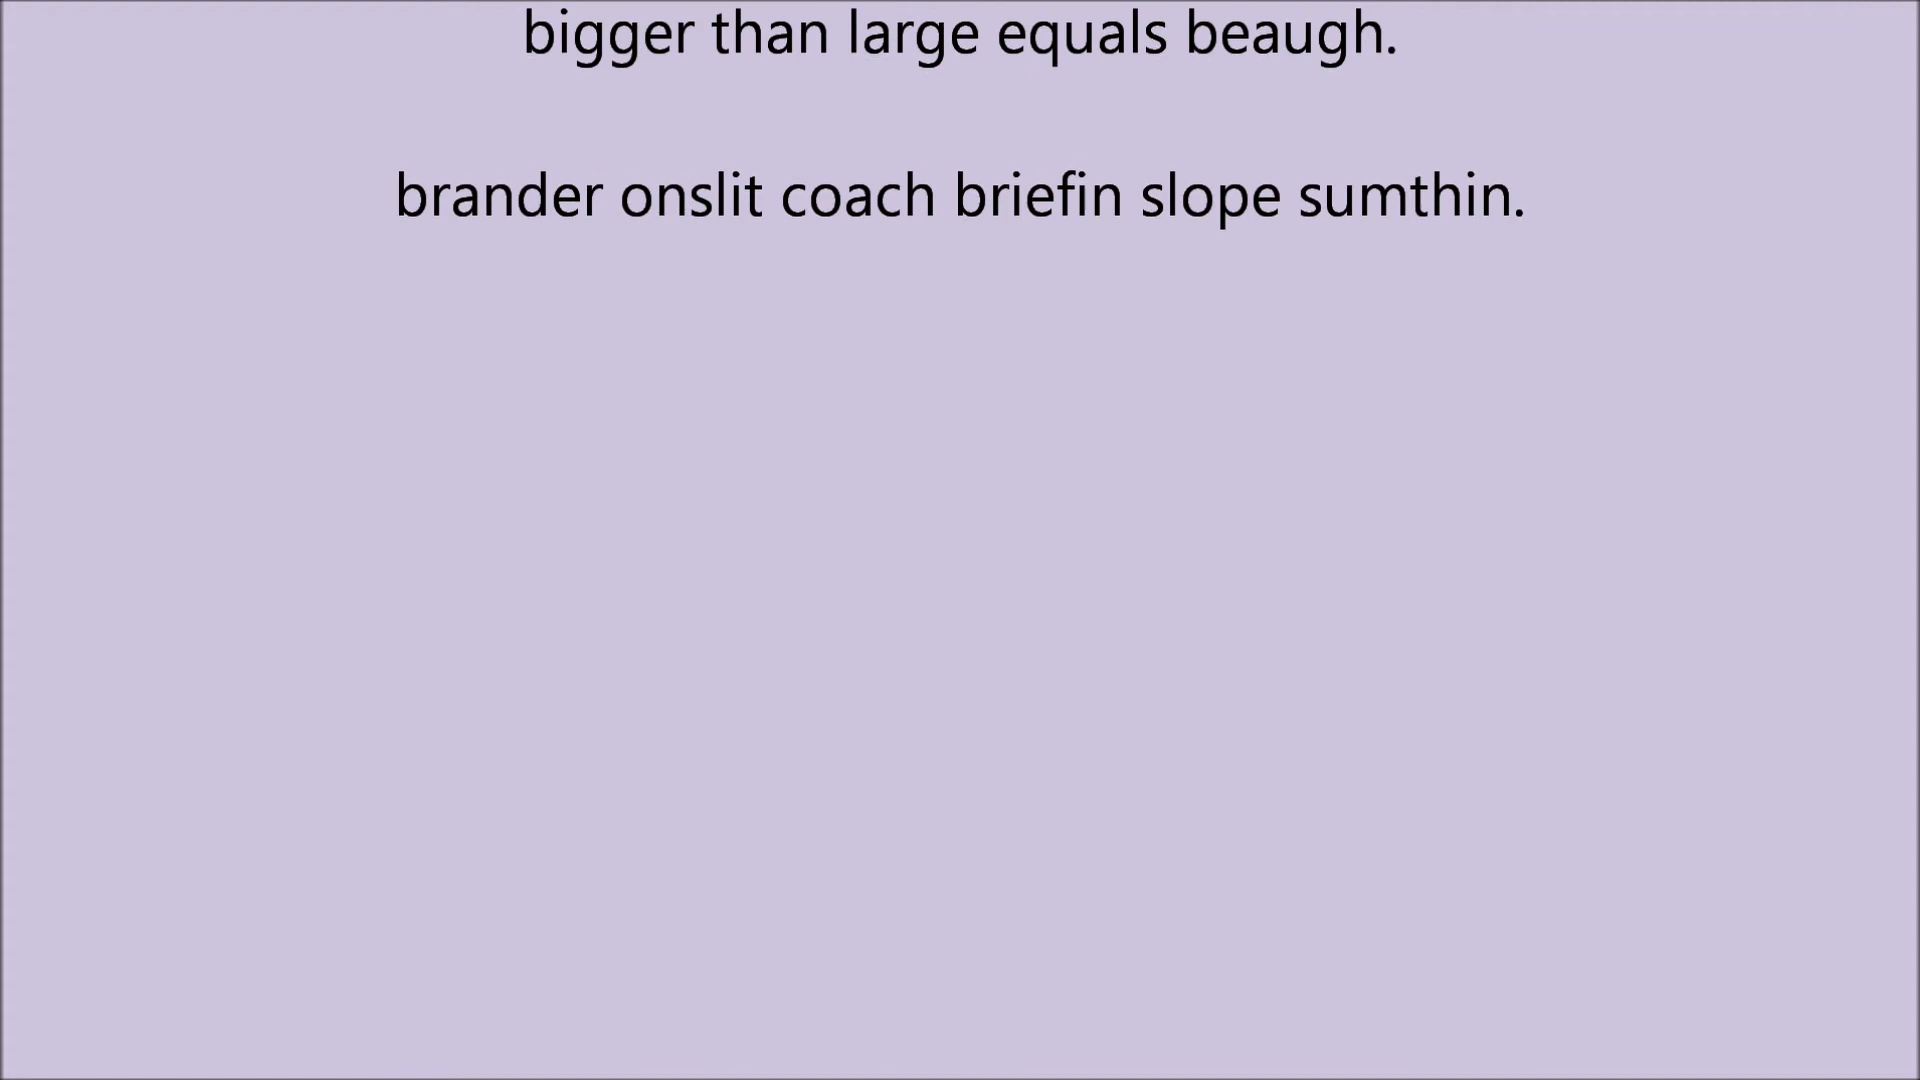 bigger than large equals beaugh.
brander onslit coach briefin slope sumthin.